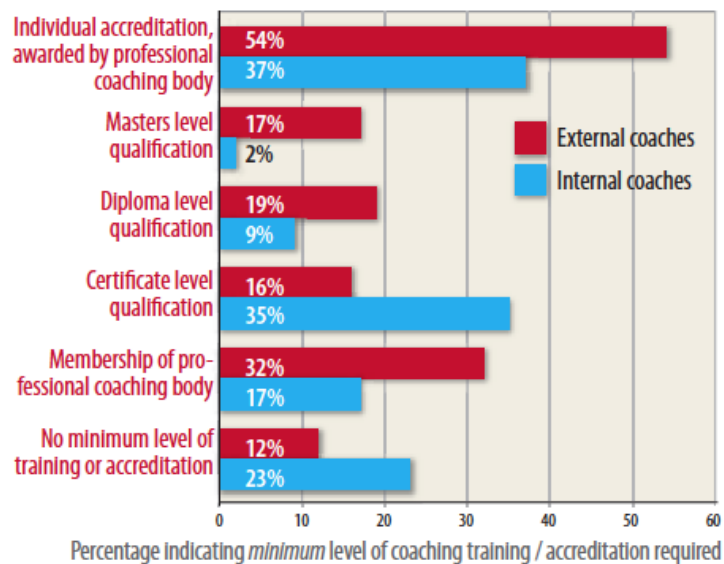 Individual accreditation,
awarded by professional
coaching body
54%
37%
Masters level
qualification
17%
2%
Diploma level
qualification
19%
9%
Certificate level
qualification
16%
35%
Membership of pro-
fessional coaching body
32%
17%
No minimum level of
training or accreditation
12%
23%
External coaches
Internal coaches
0 10 20 30 40 50 60
Percentage indicating minimum level of coaching training / accreditation required